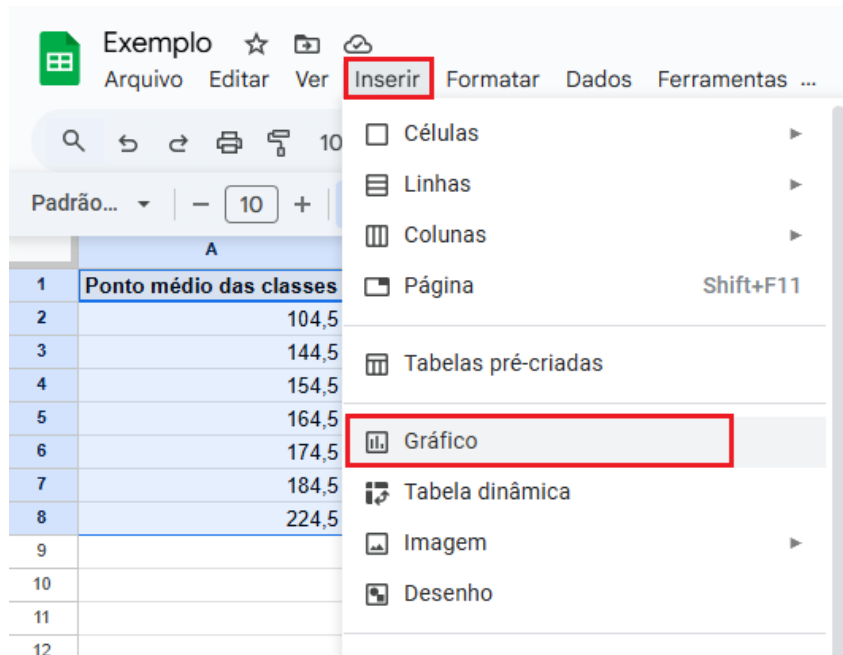 Exemplo
Arquivo Editar Ver Inserir Formatar Dados Ferramentas ...
10
Padrão... − 10 +
Células
Linhas
Colunas
Página Shift+F11
Tabelas pré-criadas
Gráfico
Tabela dinâmica
Imagem
Desenho
A
1 Ponto médio das classes
2 104,5
3 144,5
4 154,5
5 164,5
6 174,5
7 184,5
8 224,5
9
10
11
12